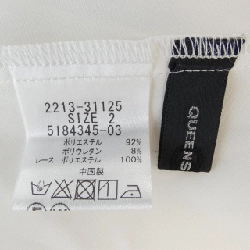 2213-31125
SIZE 2
5184345-03
ポリエステル 92%
ポリウレタン 8%
レース ポリエステル 100%
中国製
QUEENS